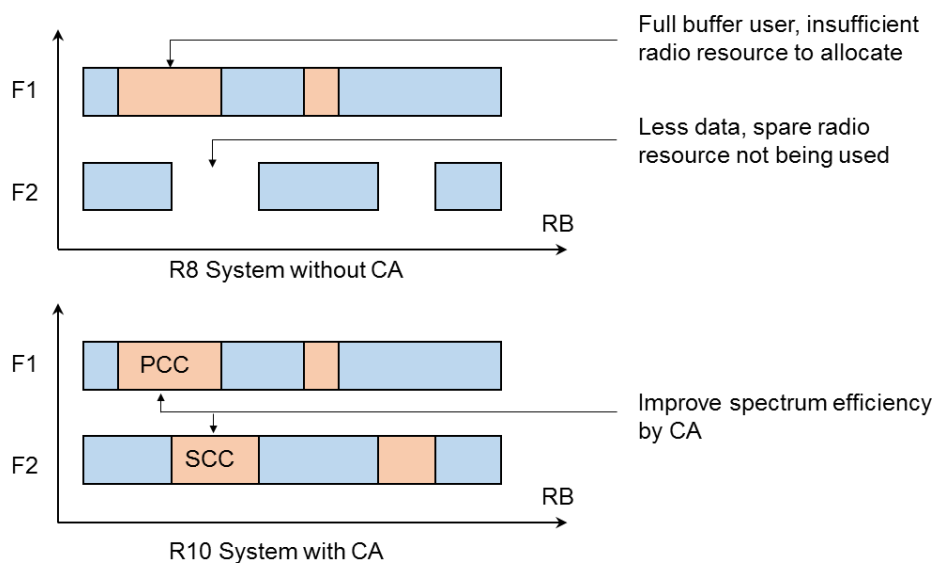 Full buffer user, insufficient
radio resource to allocate
F1
Less data, spare radio
resource not being used
F2
RB
R8 System without CA
F1
PCC
Improve spectrum efficiency
by CA
F2
SCC
RB
R10 System with CA